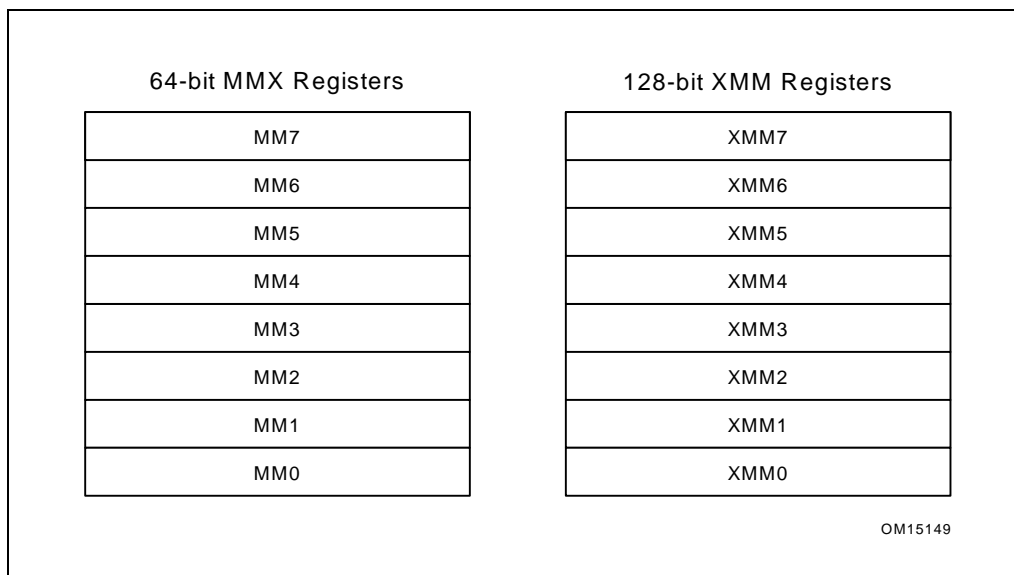 64-bit MMX Registers
MM7
MM6
MM5
MM4
MM3
MM2
MM1
MM0
128-bit XMM Registers
XMM7
XMM6
XMM5
XMM4
XMM3
XMM2
XMM1
XMM0
OM15149